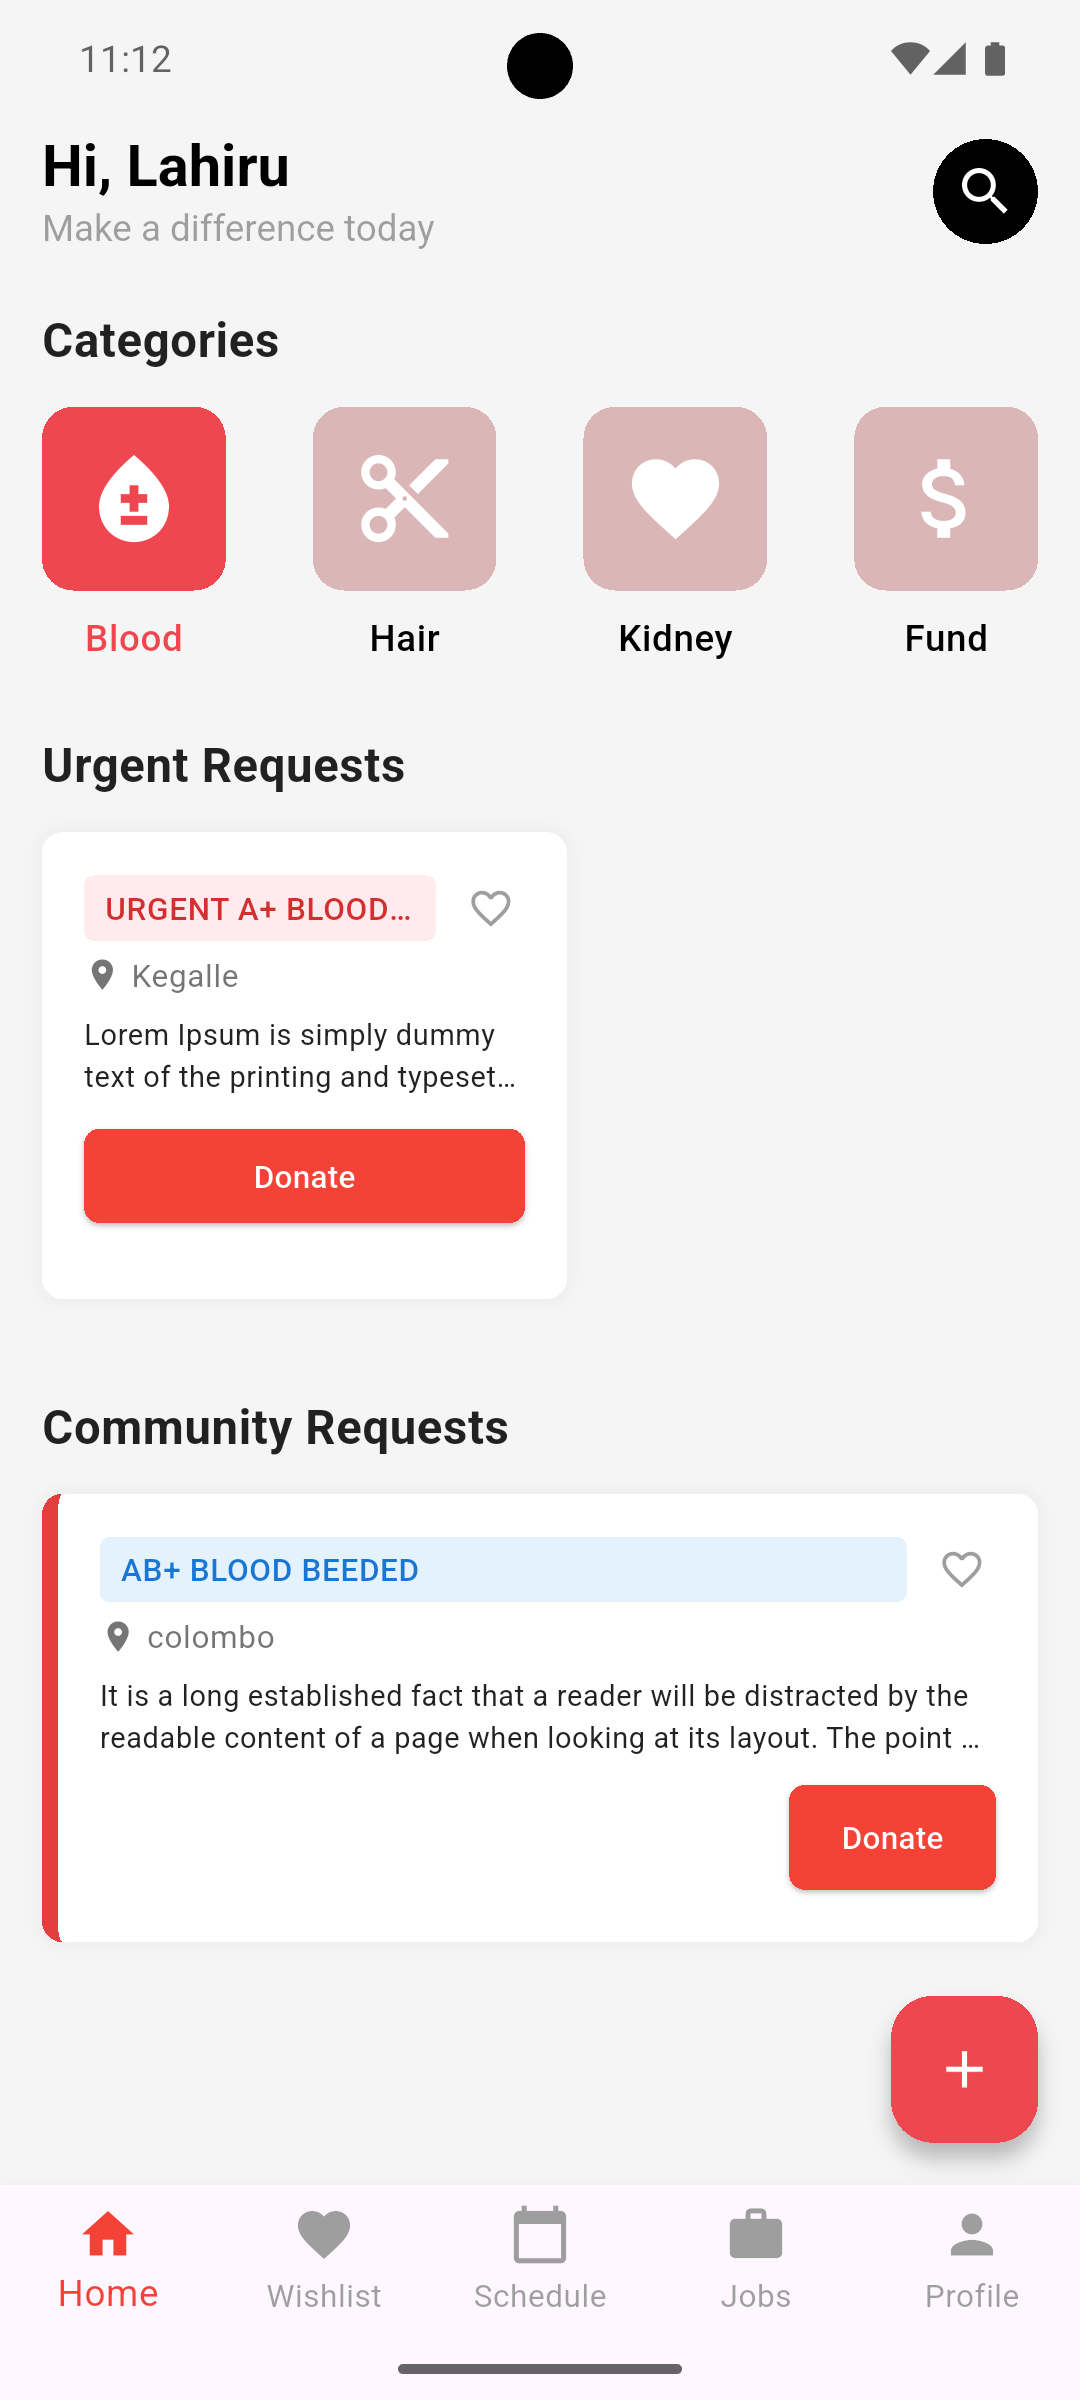 11:12
Hi, Lahiru
Make a difference today
Categories
Blood
Hair
Kidney
Fund
Urgent Requests
URGENT A+ BLOOD...
Kegalle
Lorem Ipsum is simply dummy
text of the printing and typeset...
Donate
Community Requests
AB+ BLOOD BEEDED
colombo
It is a long established fact that a reader will be distracted by the
readable content of a page when looking at its layout. The point ...
Donate
Home
Wishlist
Schedule
Jobs
Profile